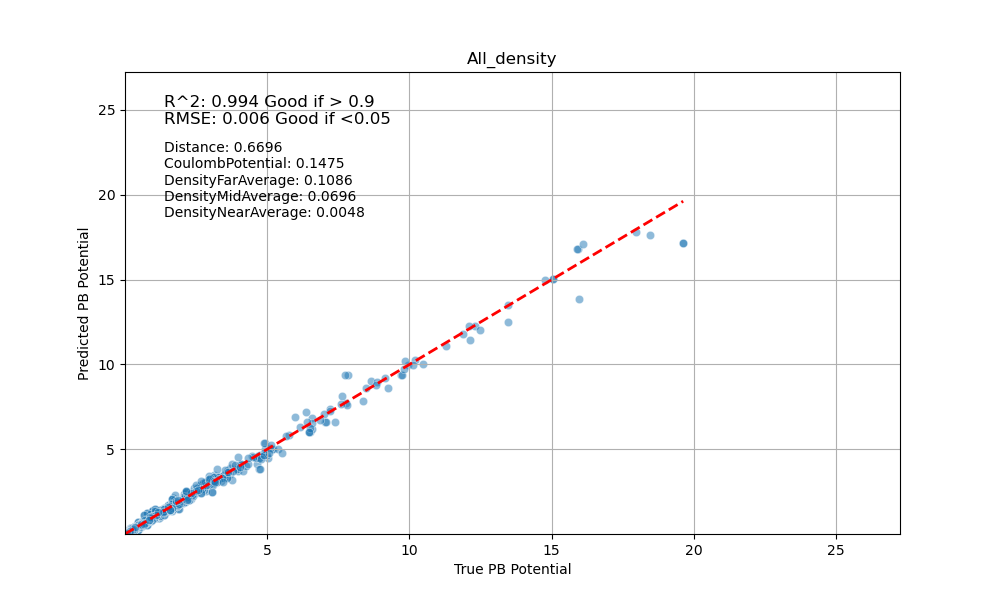 All_density
R^2: 0.994 Good if > 0.9
RMSE: 0.006 Good if <0.05
Distance: 0.6696
CoulombPotential: 0.1475
DensityFarAverage: 0.1086
DensityMidAverage: 0.0696
DensityNearAverage: 0.0048
Predicted PB Potential
25
20
15
10
5
5
10
15
20
25
True PB Potential